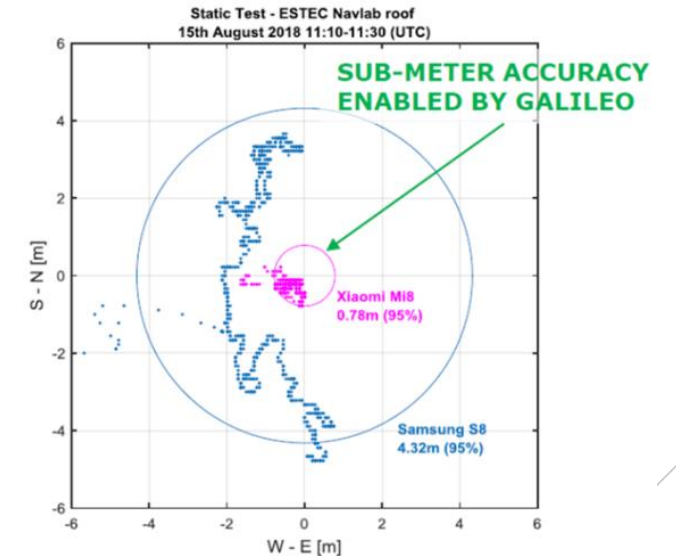 Static Test - ESTEC Navlab roof
15th August 2018 11:10-11:30 (UTC)
SUB-METER ACCURACY
ENABLED BY GALILEO
6
4
2
0
-2
-4
-6
S - N [m]
Xiaomi Mi8
0.78m (95%)
Samsung S8
4.32m (95%)
-6 -4 -2 0 2 4 6
W - E [m]